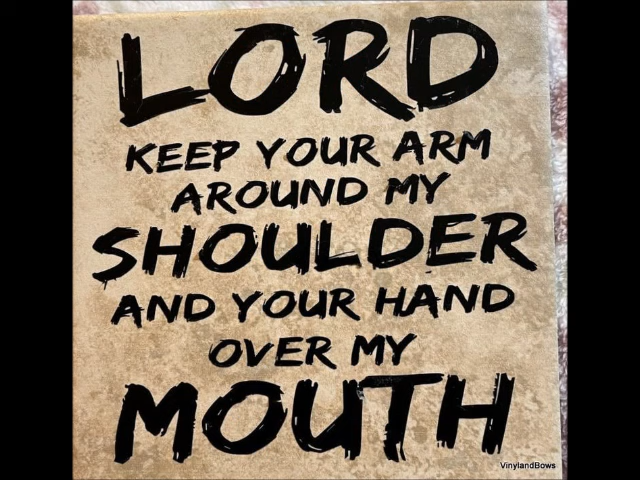 LORD
KEEP YOUR ARM
AROUND MY
SHOULDER
AND YOUR HAND
OVER MY
MOUTH
VinylandBows